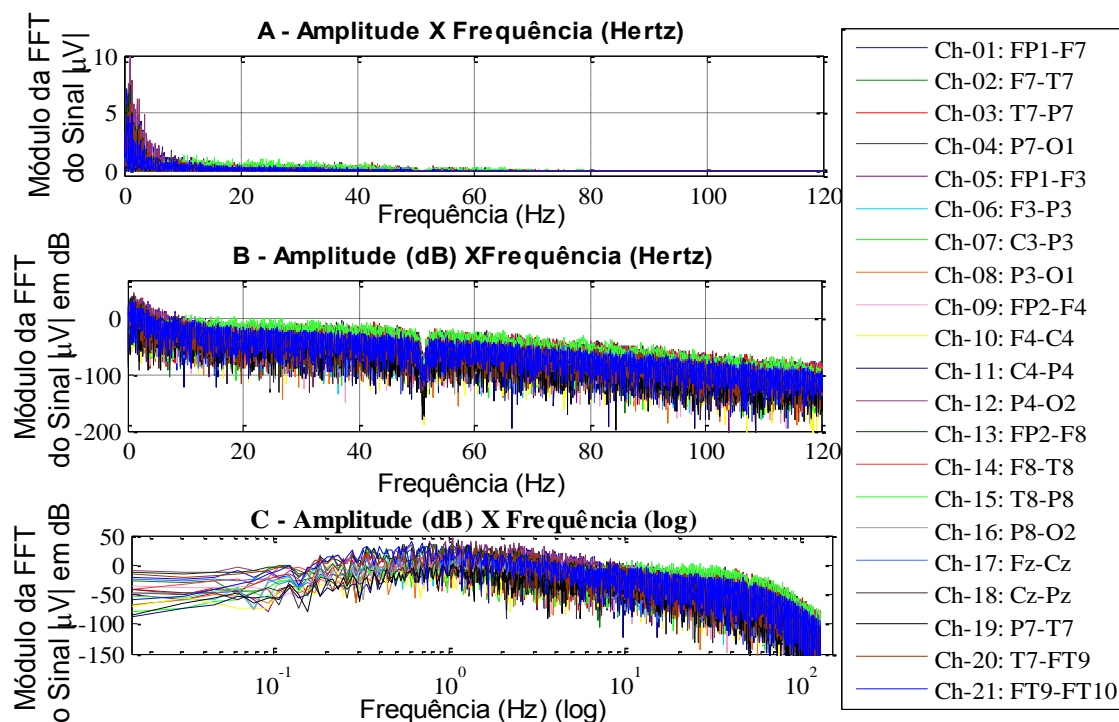 A - Amplitude X Frequência (Hertz)
Módulo da FFT
do Sinal |µV|
10
5
0
0 20 40 60 80 100 120
Frequência (Hz)
B - Amplitude (dB) XFrequência (Hertz)
Módulo da FFT
do Sinal µV| em dB
0
-100
-200
0 20 40 60 80 100 120
Frequência (Hz)
C - Amplitude (dB) X Frequência (log)
Módulo da FFT
o Sinal µV| em dB
50
0
-50
-100
-150
10-1 100 101 102
Frequência (Hz) (log)
Ch-01: FP1-F7
Ch-02: F7-T7
Ch-03: T7-P7
Ch-04: P7-O1
Ch-05: FP1-F3
Ch-06: F3-P3
Ch-07: C3-P3
Ch-08: P3-O1
Ch-09: FP2-F4
Ch-10: F4-C4
Ch-11: C4-P4
Ch-12: P4-O2
Ch-13: FP2-F8
Ch-14: F8-T8
Ch-15: T8-P8
Ch-16: P8-O2
Ch-17: Fz-Cz
Ch-18: Cz-Pz
Ch-19: P7-T7
Ch-20: T7-FT9
Ch-21: FT9-FT10